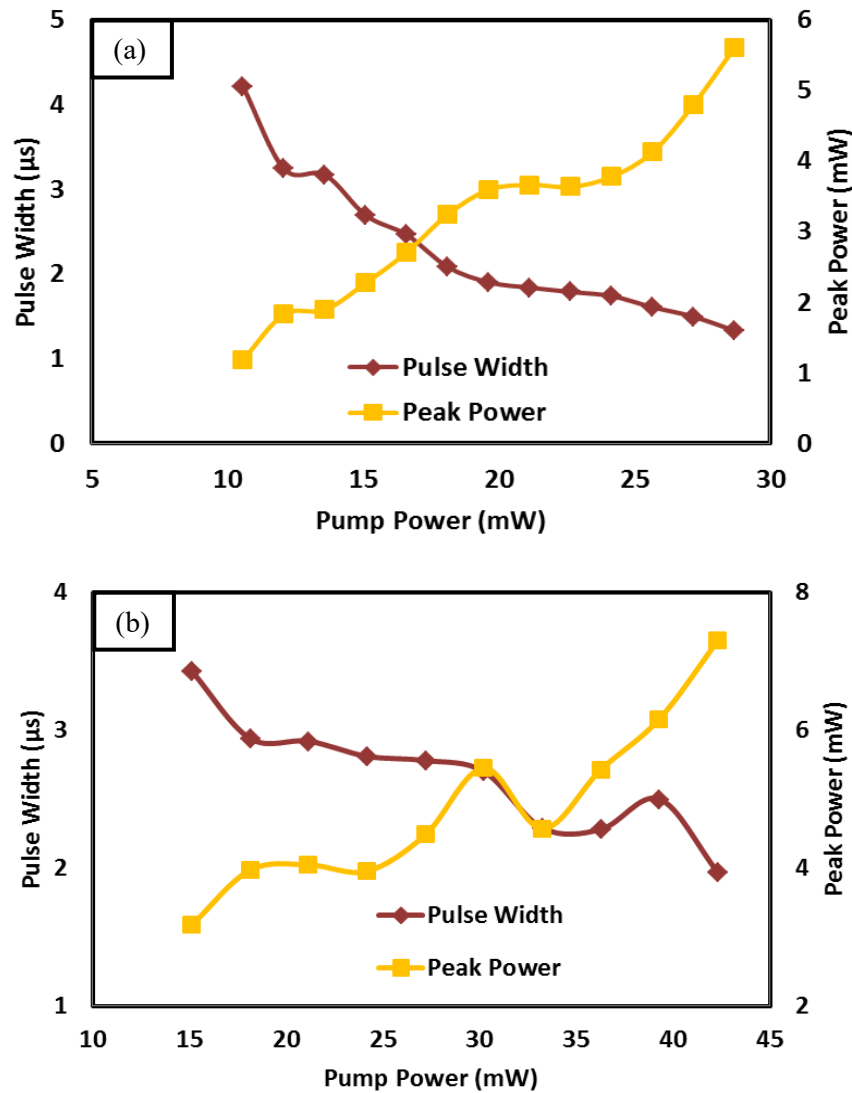 (a)
5
4
3
2
1
0
Pulse Width (µs)
6
5
4
3
2
1
0
Peak Power (mW)
Pulse Width
Peak Power
5 10 15 20 25 30
Pump Power (mW)
(b)
4
3
2
1
Pulse Width (µs)
8
6
4
2
Peak Power (mW)
Pulse Width
Peak Power
10 15 20 25 30 35 40 45
Pump Power (mW)